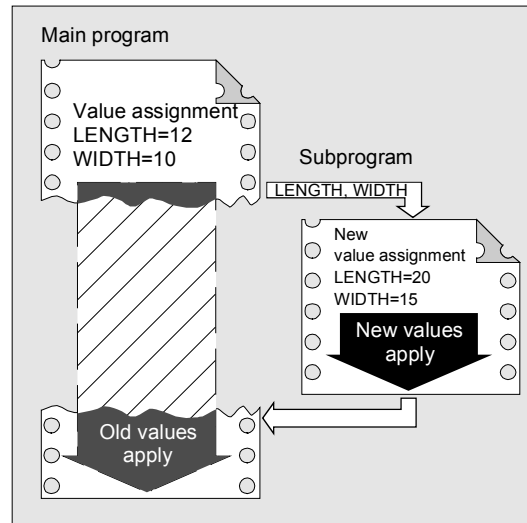 Main program
Value assignment
LENGTH=12
WIDTH=10
Subprogram
LENGTH, WIDTH
New
value assignment
LENGTH=20
WIDTH=15
New values
apply
Old values
apply